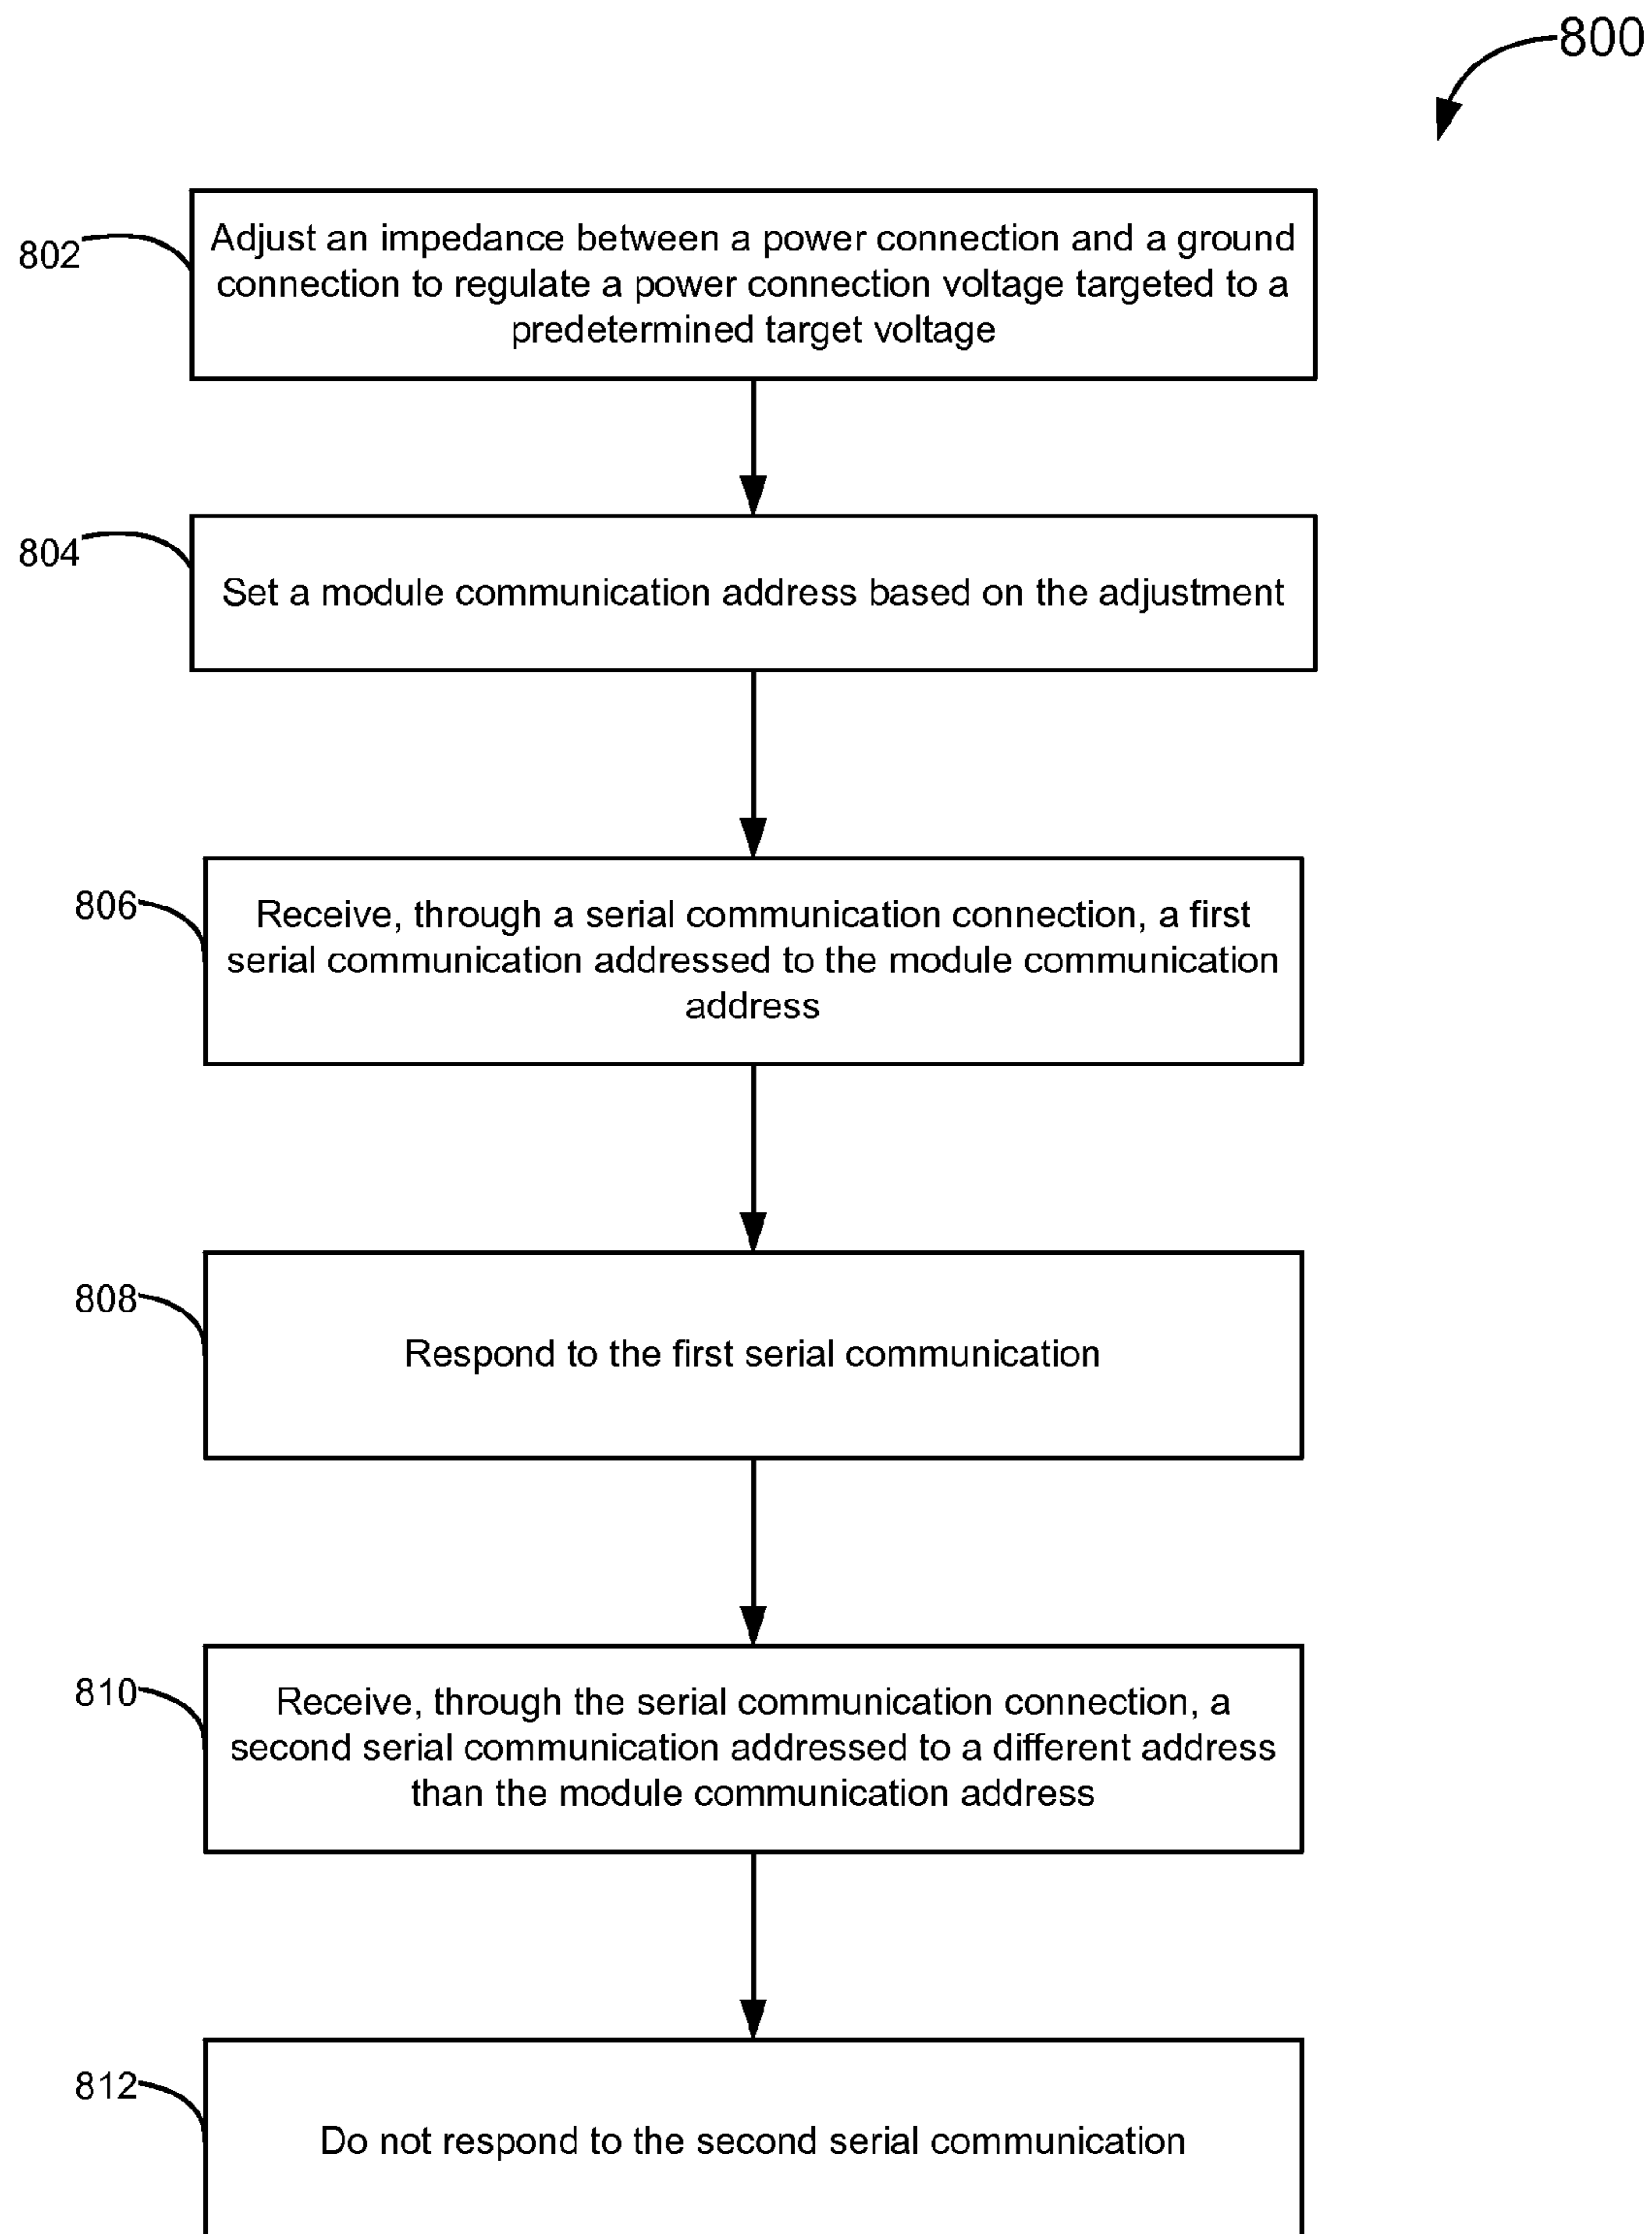 800
802
Adjust an impedance between a power connection and a ground
connection to regulate a power connection voltage targeted to a
predetermined target voltage
804
Set a module communication address based on the adjustment
806
Receive, through a serial communication connection, a first
serial communication addressed to the module communication
address
808
Respond to the first serial communication
810
Receive, through the serial communication connection, a
second serial communication addressed to a different address
than the module communication address
812
Do not respond to the second serial communication